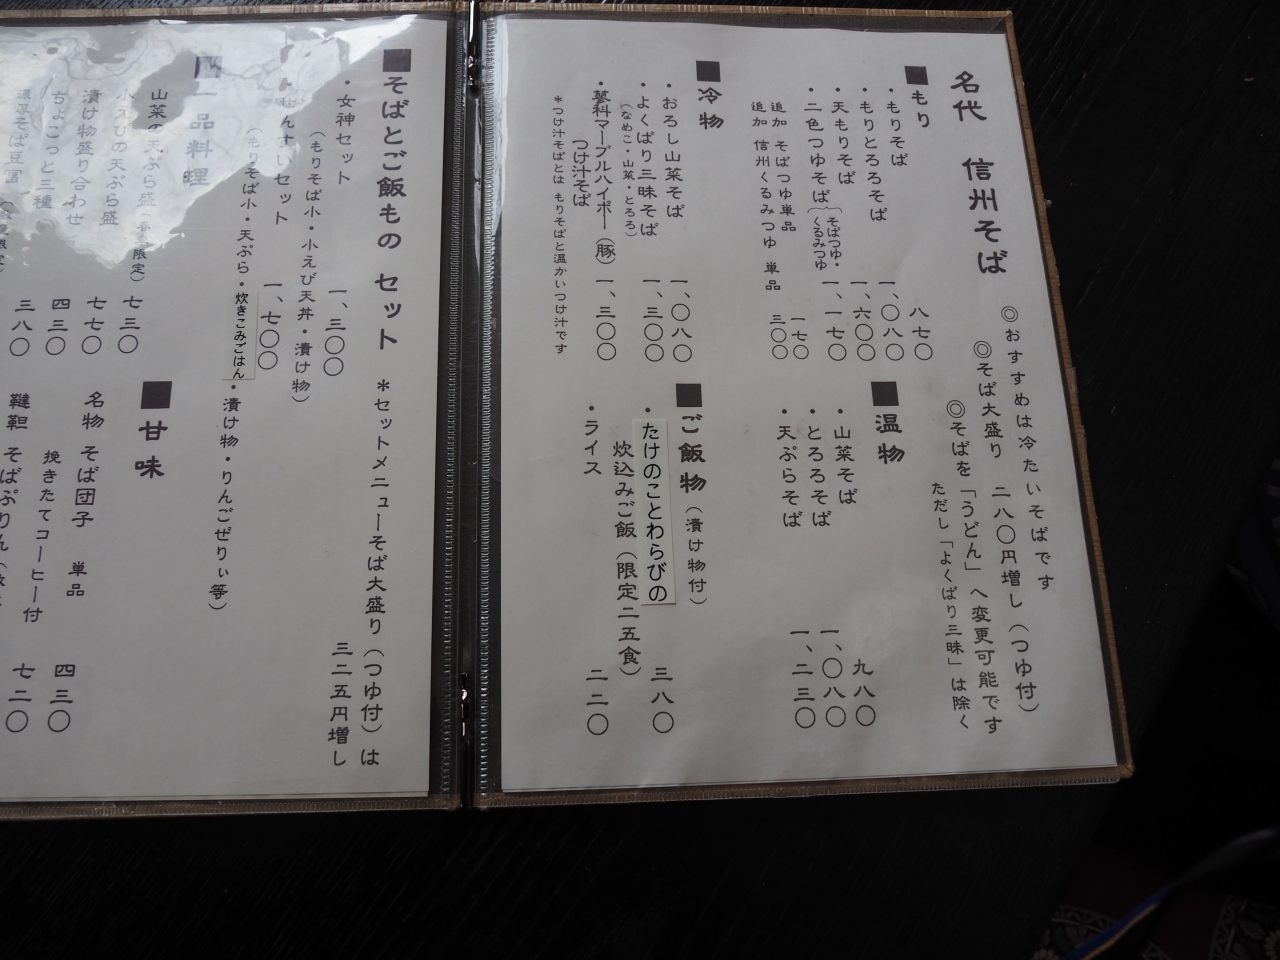 名代 信州そば
◎おすすめは冷たいそばです
◎そば大盛り 二八〇円増し（つゆ付）
◎そばを「うどん」へ変更可能です
ただし「よくばり三昧」は除く
■もり
・もりそば 八七〇
・もりとろろそば 一、〇八〇
・天もりそば 一、六〇〇
・二色つゆそば（そばつゆ・くるみつゆ 一、一七〇
追加 そばつゆ単品 一七〇
追加 信州くるみつゆ 単品 三〇〇
■温物
・山菜そば 九八〇
・とろろそば 一、〇八〇
・天ぷらそば 一、二三〇
■冷物
・おろし山菜そば 一、〇八〇
・よくばり三昧そば 一、三〇〇
（なめこ・山菜・とろろ）
・蓼科マーブルハイポー（豚）
つけ汁そば 一、三〇〇
＊つけ汁そばとは もりそばと温かいつけ汁です
■ご飯物（漬け物付）
・たけのことわらびの
炊込みご飯（限定二五食） 三八〇
・ライス 二二〇
■そばとご飯もの セット ＊セットメニューそば大盛り（つゆ付）は
三二五円増し
・女神セット 一、三〇〇
（もりそば小・小えび天丼・漬け物）
んすいセット 一、七〇〇
（もりそば小・天ぷら・炊きこみごはん・漬け物・りんごぜりぃ等）
一品料理
山菜の天ぷら盛 限定） 七三〇
小えびの天ぷら盛 七七〇
漬け物盛り合わせ 四三〇
ちょこっと三種 三八〇
そば豆富
■甘味
名物 そば団子 単品 四三〇
挽きたてコーヒー付 七二〇
韃靼 そばぷりん